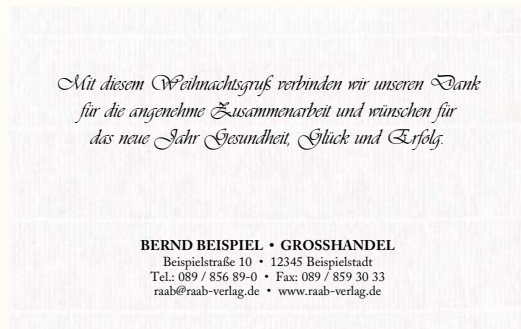 Mit diesem Weihnachtsgruß verbinden wir unseren Dank
für die angenehme Zusammenarbeit und wünschen für
das neue Jahr Gesundheit, Glück und Erfolg.
BERND BEISPIEL • GROSSHANDEL
Beispielstraße 10 • 12345 Beispielstadt
Tel.: 089 / 856 89-0 • Fax: 089 / 859 30 33
raab@raab-verlag.de • www.raab-verlag.de